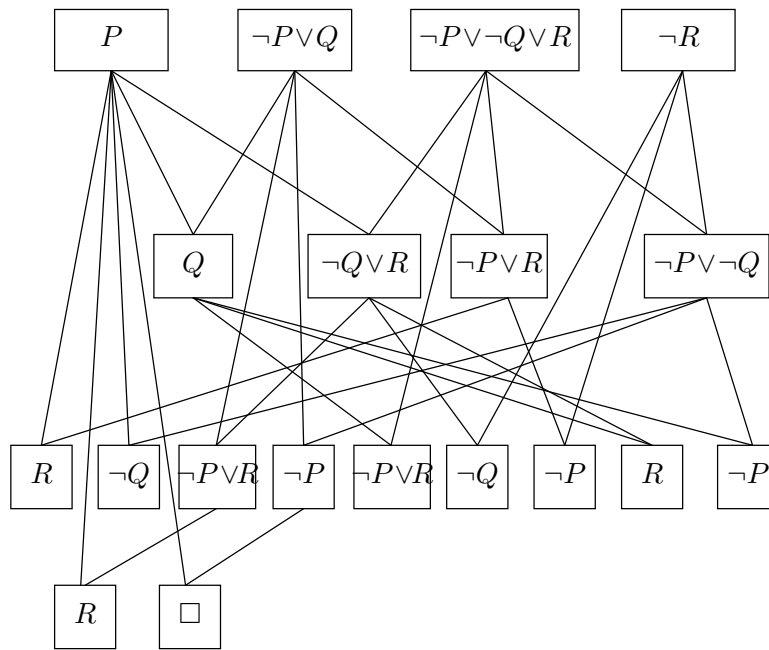 P ¬P∨Q ¬P∨¬Q∨R ¬R
Q ¬Q∨R ¬P∨R ¬P∨¬Q
R ¬Q ¬P∨R ¬P ¬P∨R ¬Q ¬P R ¬P
R □